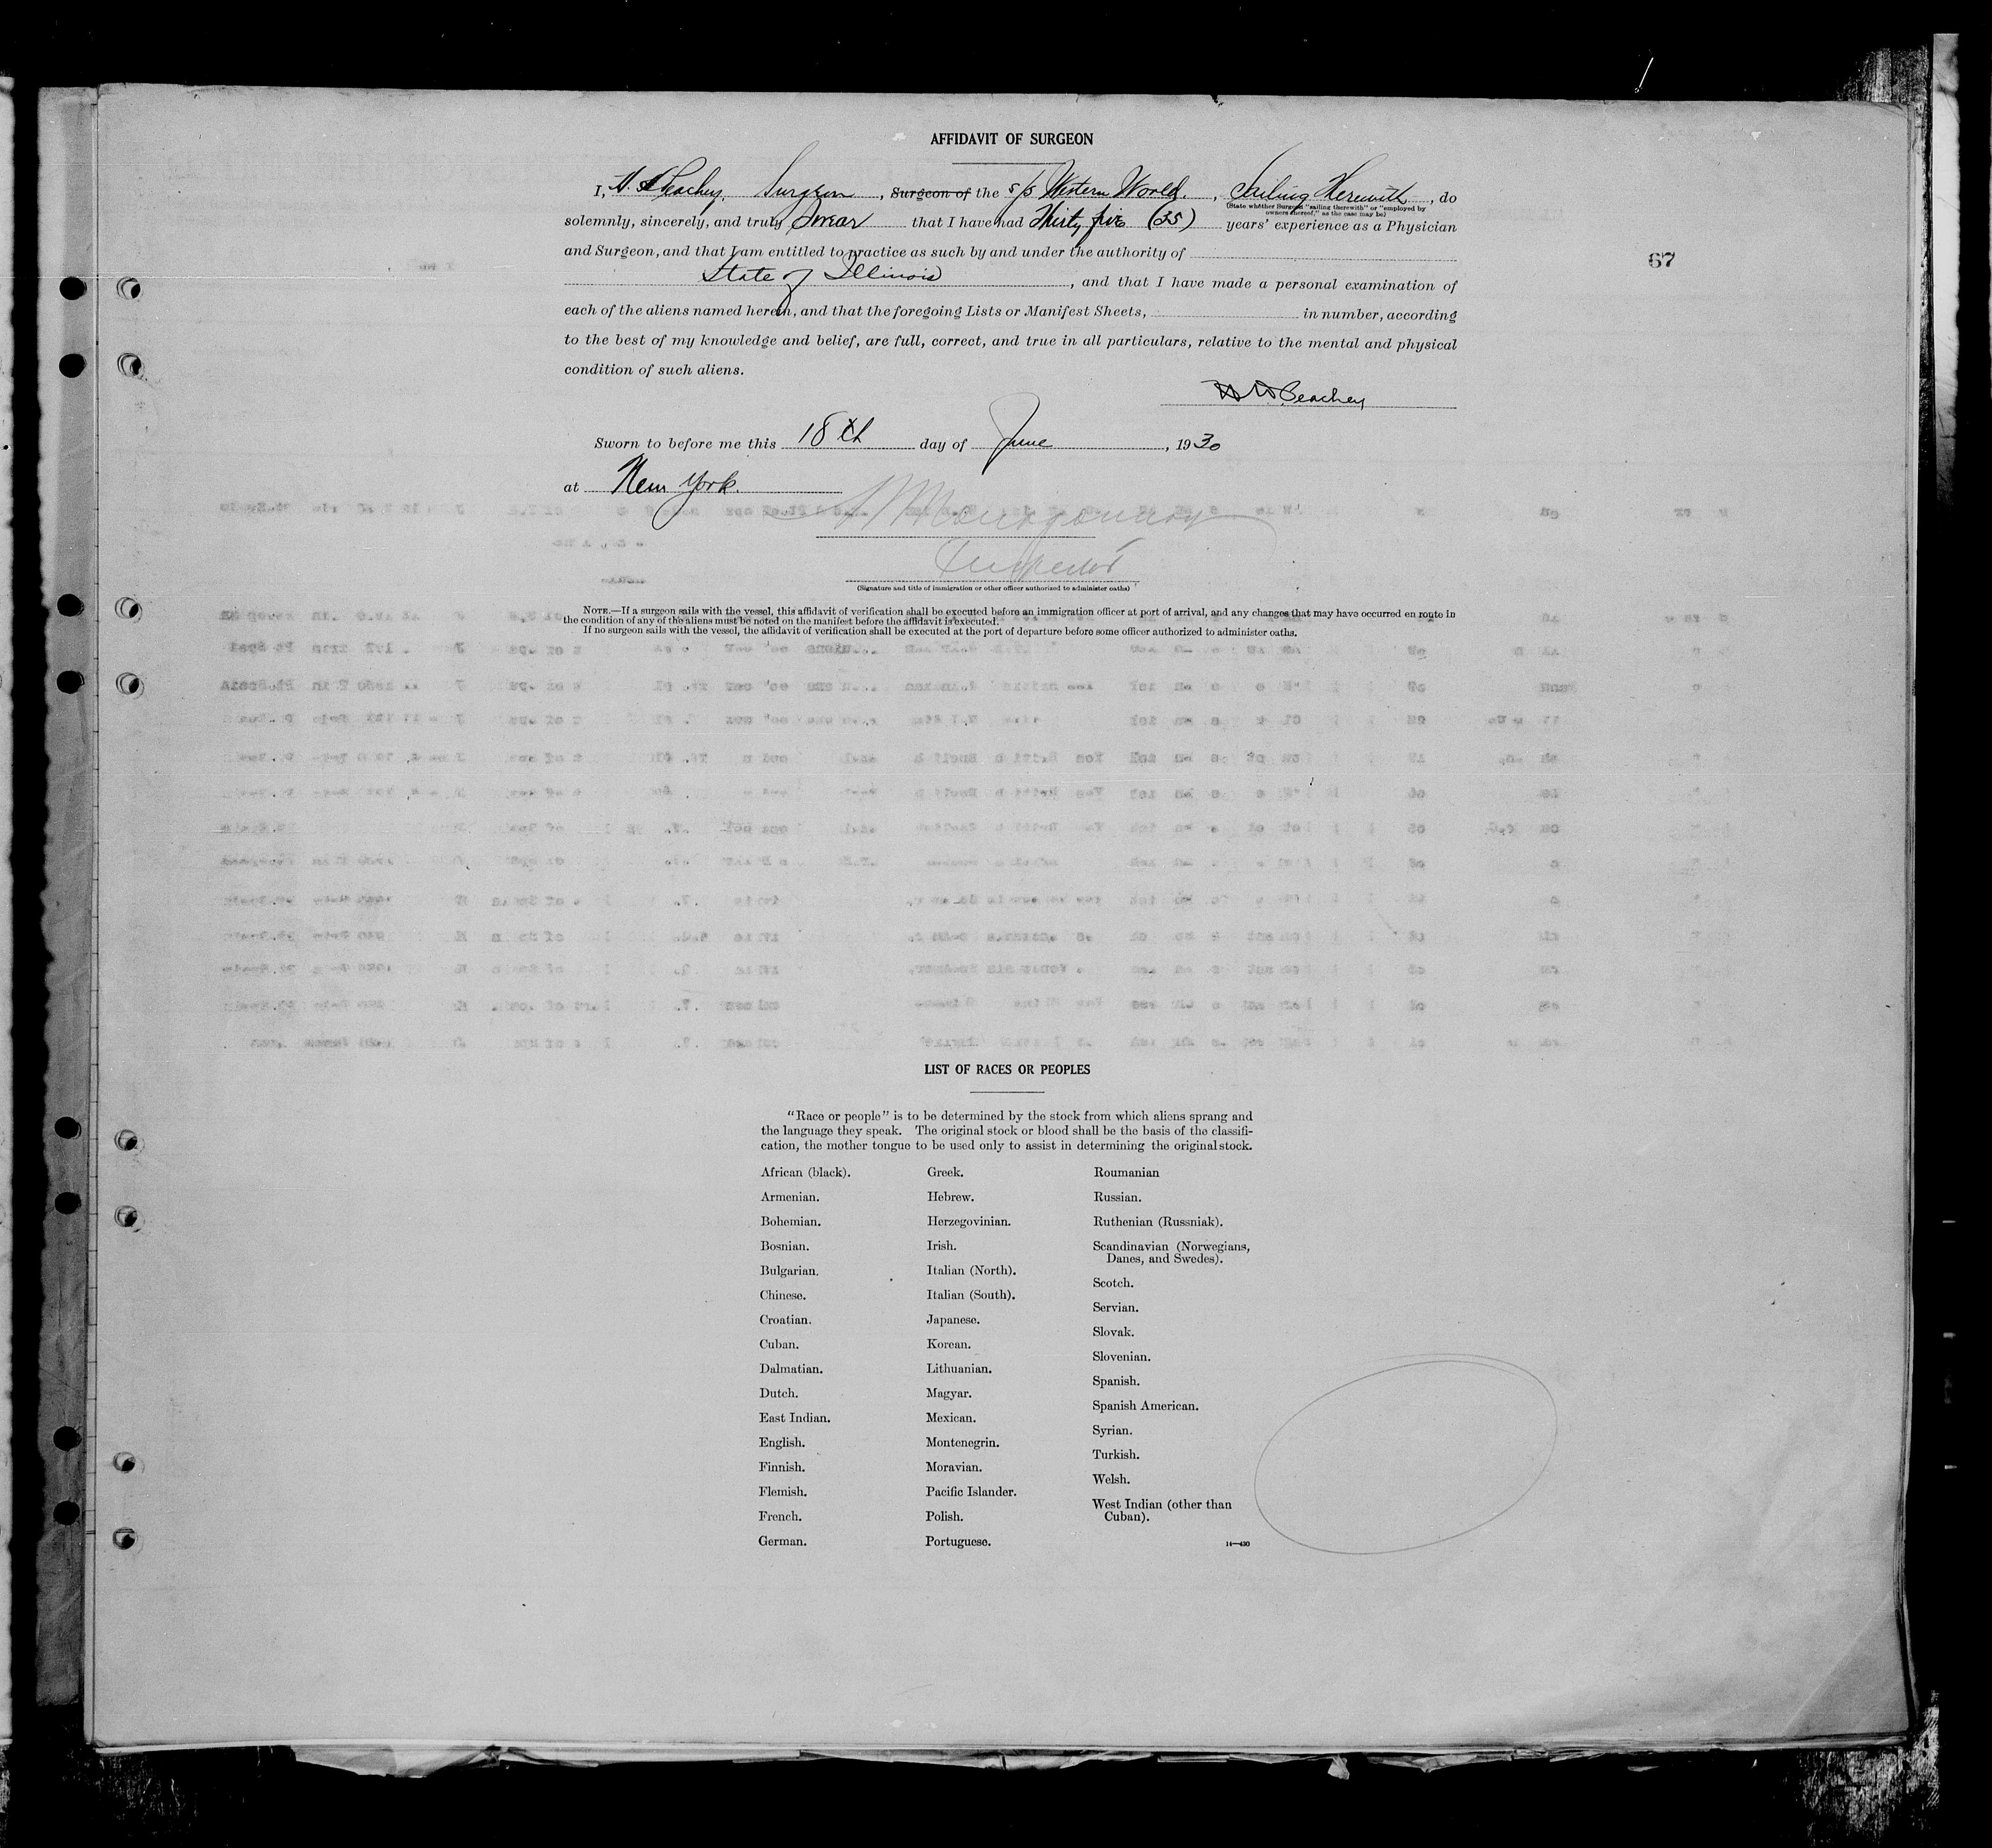 AFFIDAVIT OF SURGEON
I, Beachey, Surgeon, Surgeon of the s/s Western World, Sailing Herewith, do
(State whether Surgeon "sailing therewith" or "employed by
owners thereof," as the case may be)
solemnly, sincerely, and truly Swear that I have had Thirty five (35) years' experience as a Physician
and Surgeon, and that I am entitled to practice as such by and under the authority of
67
State of Illinois, and that I have made a personal examination of
each of the aliens named herein, and that the foregoing Lists or Manifest Sheets, in number, according
to the best of my knowledge and belief, are full, correct, and true in all particulars, relative to the mental and physical
condition of such aliens.
Beachey
Sworn to before me this 18th day of June, 1930
at New York.
Montgomery
Inspector
(Signature and title of immigration or other officer authorized to administer oaths)
NOTE.—If a surgeon sails with the vessel, this affidavit of verification shall be executed before an immigration officer at port of arrival, and any changes that may have occurred en route in
the condition of any of the aliens must be noted on the manifest before the affidavit is executed.
If no surgeon sails with the vessel, the affidavit of verification shall be executed at the port of departure before some officer authorized to administer oaths.
LIST OF RACES OR PEOPLES
"Race or people" is to be determined by the stock from which aliens sprang and
the language they speak. The original stock or blood shall be the basis of the classifi-
cation, the mother tongue to be used only to assist in determining the original stock.
African (black).
Armenian.
Bohemian.
Bosnian.
Bulgarian.
Chinese.
Croatian.
Cuban.
Dalmatian.
Dutch.
East Indian.
English.
Finnish.
Flemish.
French.
German.
Greek.
Hebrew.
Herzegovinian.
Irish.
Italian (North).
Italian (South).
Japanese.
Korean.
Lithuanian.
Magyar.
Mexican.
Montenegrin.
Moravian.
Pacific Islander.
Polish.
Portuguese.
Roumanian
Russian.
Ruthenian (Russniak).
Scandinavian (Norwegians,
Danes, and Swedes).
Scotch.
Servian.
Slovak.
Slovenian.
Spanish.
Spanish American.
Syrian.
Turkish.
Welsh.
West Indian (other than
Cuban).
14—430